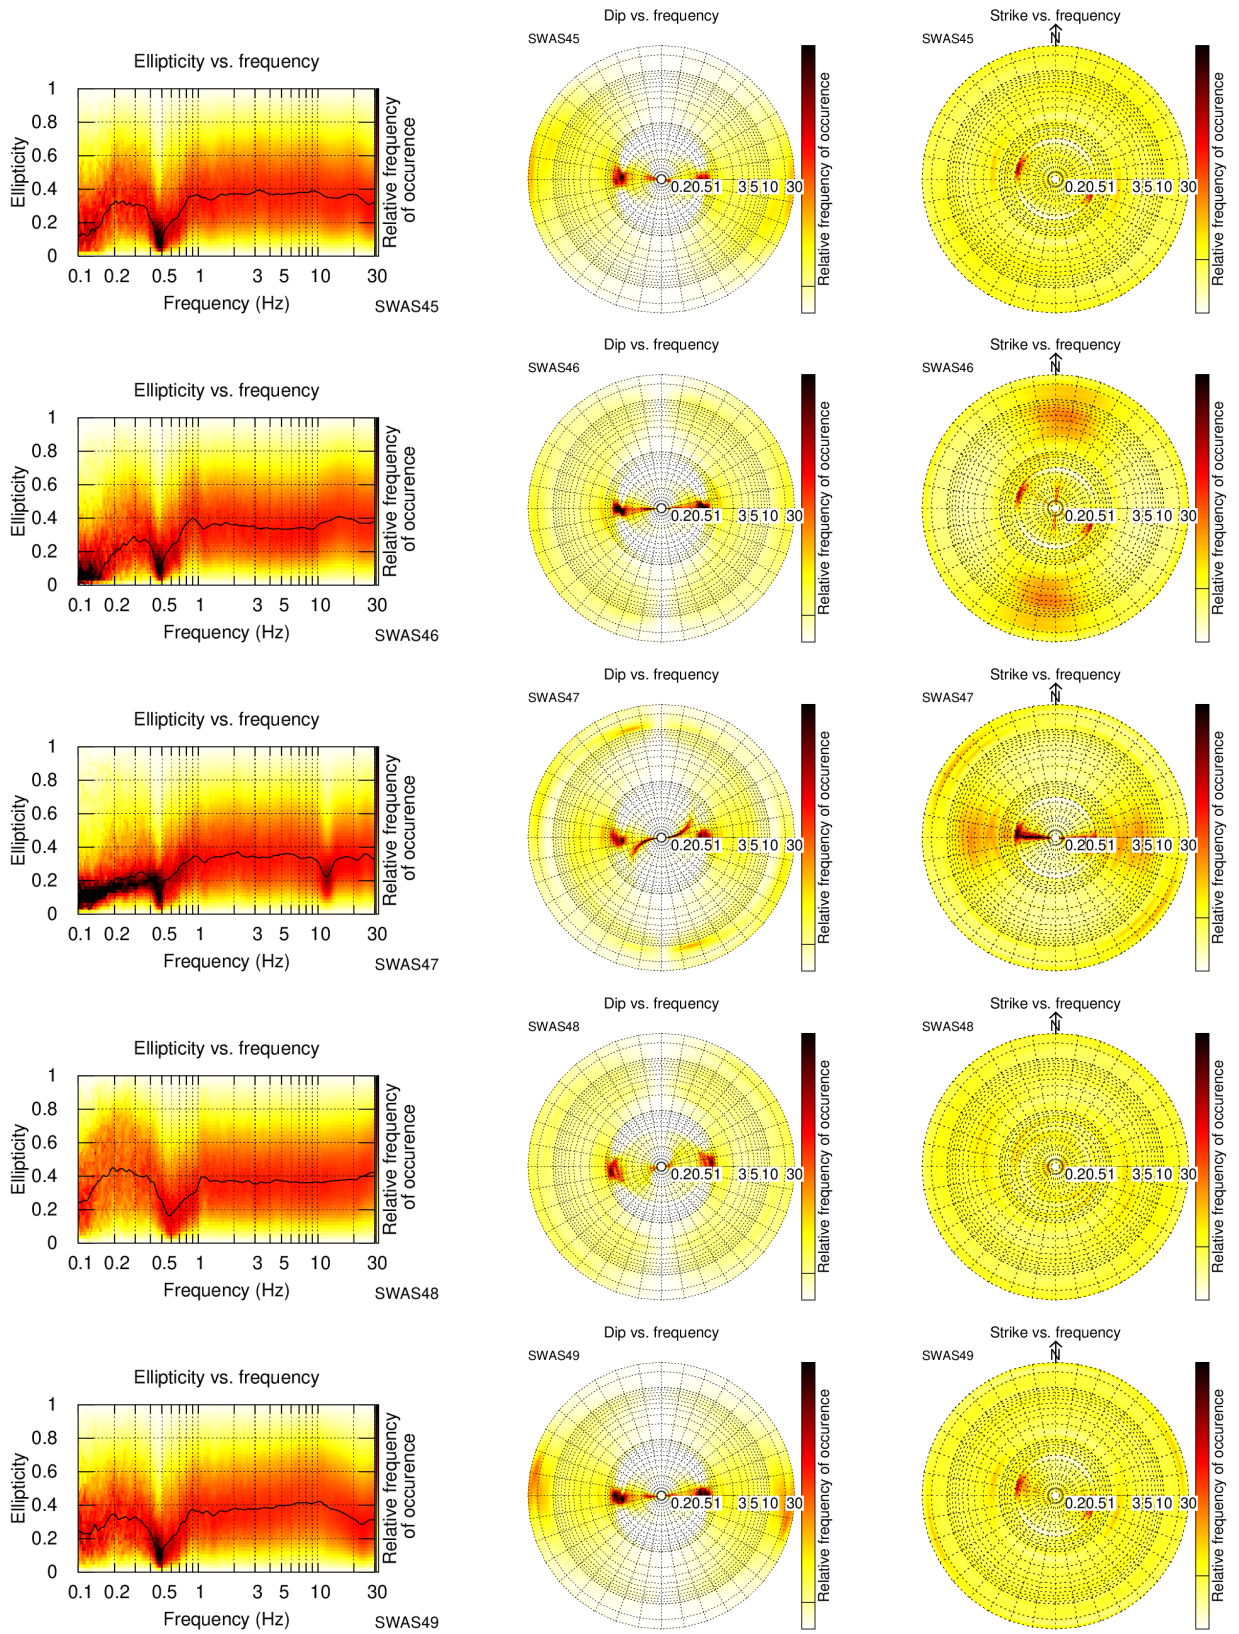 Dip vs. frequency
Strike vs. frequency
SWAS45
SWAS45
N
Ellipticity vs. frequency
1
0.8
0.6
0.4
0.2
0
Ellipticity
Relative frequency
of occurence
0.1 0.2 0.5 1 3 5 10 30
Frequency (Hz)
SWAS45
0.20.51 3 5 10 30
Relative frequency of occurence
0.20.51 3 5 10 30
Relative frequency of occurence
Dip vs. frequency
Strike vs. frequency
SWAS46
SWAS46
N
Ellipticity vs. frequency
1
0.8
0.6
0.4
0.2
0
Ellipticity
Relative frequency
of occurence
0.1 0.2 0.5 1 3 5 10 30
Frequency (Hz)
SWAS46
0.20.51 3 5 10 30
Relative frequency of occurence
0.20.51 3 5 10 30
Relative frequency of occurence
Dip vs. frequency
Strike vs. frequency
SWAS47
SWAS47
N
Ellipticity vs. frequency
1
0.8
0.6
0.4
0.2
0
Ellipticity
Relative frequency
of occurence
0.1 0.2 0.5 1 3 5 10 30
Frequency (Hz)
SWAS47
0.20.51 3 5 10 30
Relative frequency of occurence
0.20.51 3 5 10 30
Relative frequency of occurence
Dip vs. frequency
Strike vs. frequency
SWAS48
SWAS48
N
Ellipticity vs. frequency
1
0.8
0.6
0.4
0.2
0
Ellipticity
Relative frequency
of occurence
0.1 0.2 0.5 1 3 5 10 30
Frequency (Hz)
SWAS48
0.20.51 3 5 10 30
Relative frequency of occurence
0.20.51 3 5 10 30
Relative frequency of occurence
Dip vs. frequency
Strike vs. frequency
SWAS49
SWAS49
N
Ellipticity vs. frequency
1
0.8
0.6
0.4
0.2
0
Ellipticity
Relative frequency
of occurence
0.1 0.2 0.5 1 3 5 10 30
Frequency (Hz)
SWAS49
0.20.51 3 5 10 30
Relative frequency of occurence
0.20.51 3 5 10 30
Relative frequency of occurence